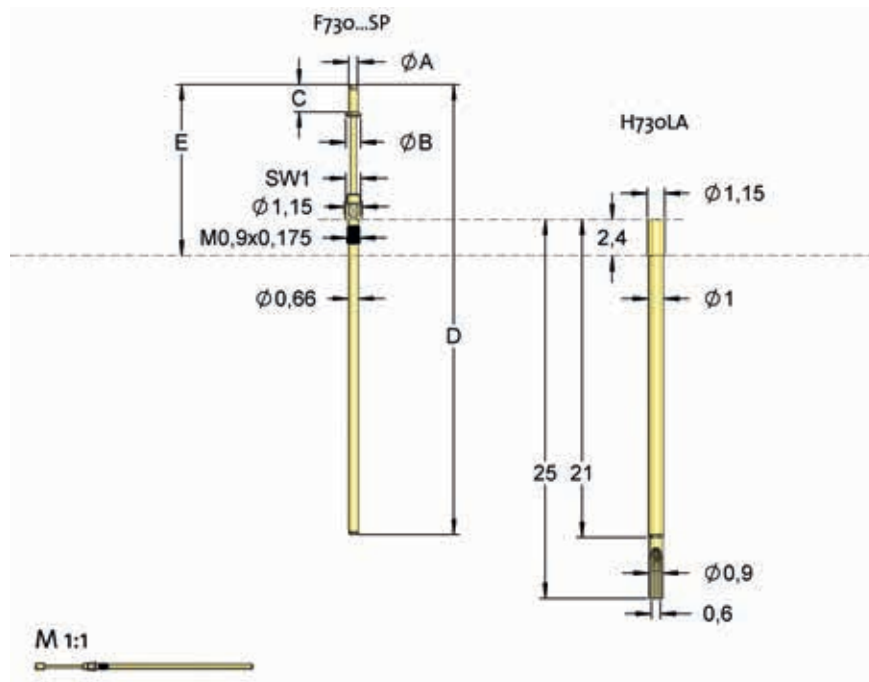 F730...SP
ØA
C
E
ØB
H730LA
SW1
Ø1,15
Ø1,15
M0,9x0,175
2,4
Ø0,66
Ø1
D
25
21
Ø0,9
0,6
M 1:1